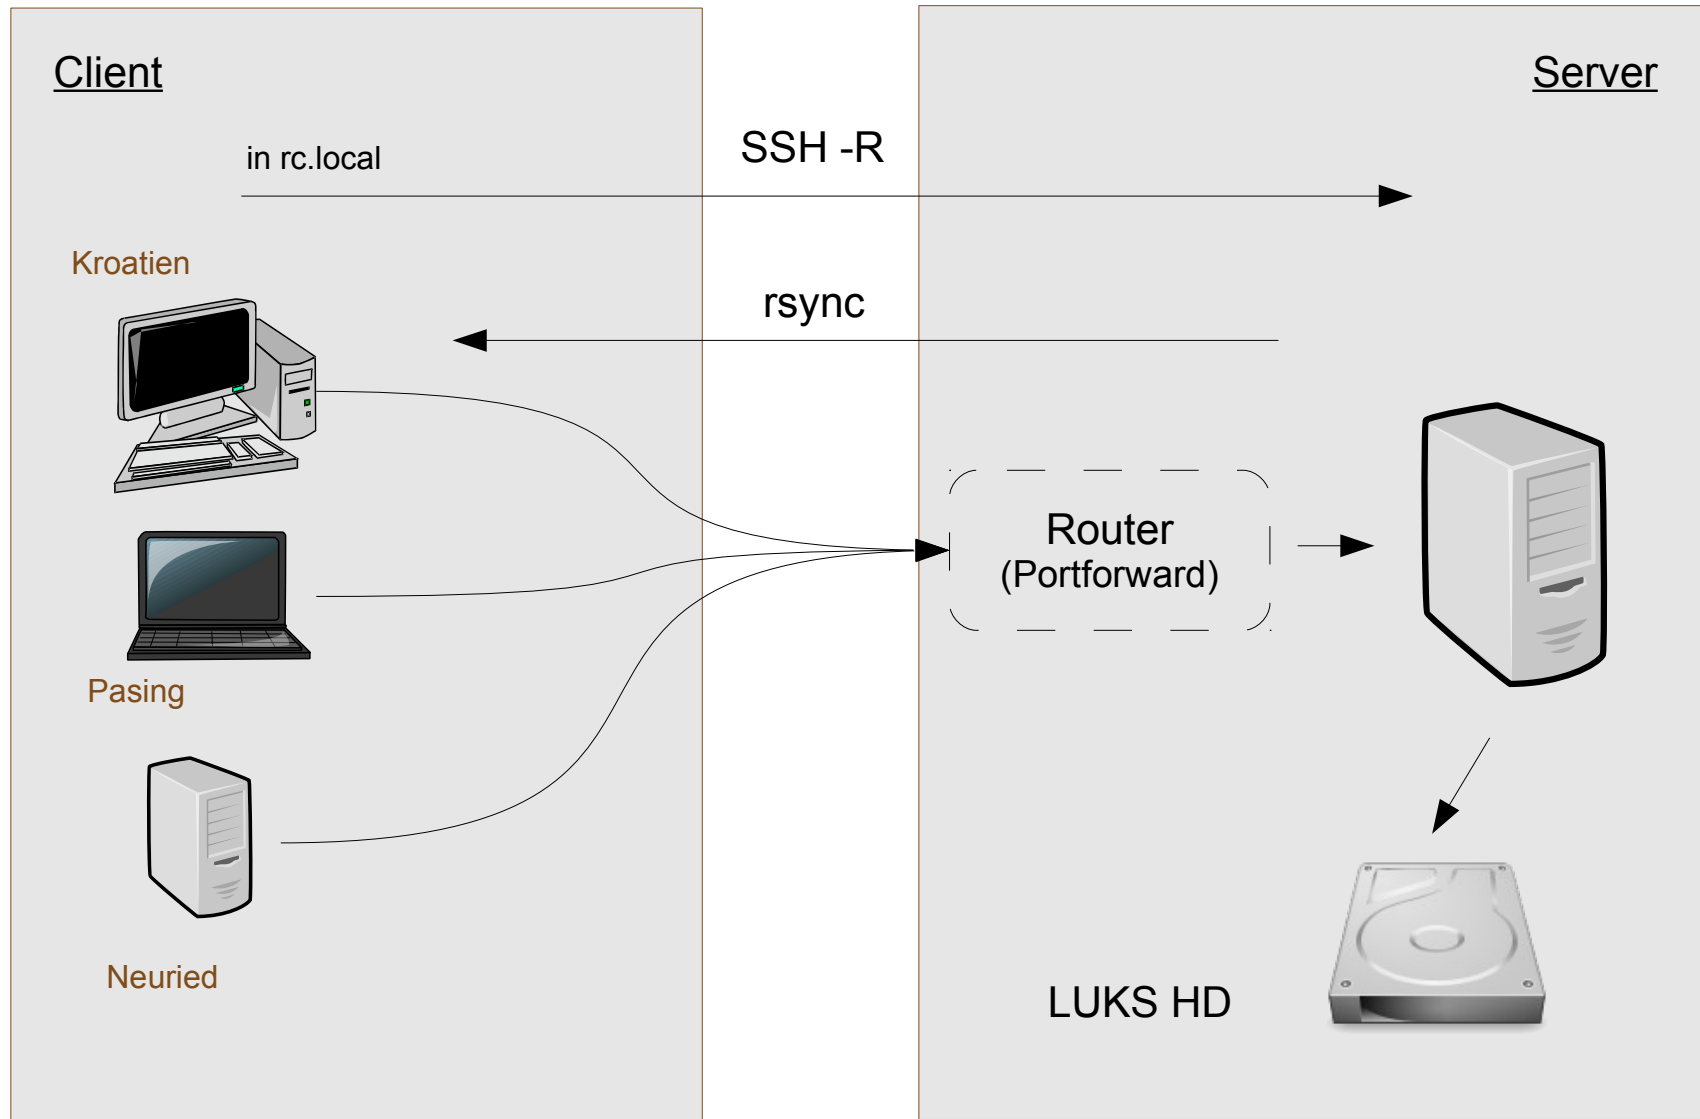 Client
Server
in rc.local
SSH -R
Kroatien
rsync
Router
(Portforward)
Pasing
Neuried
LUKS HD